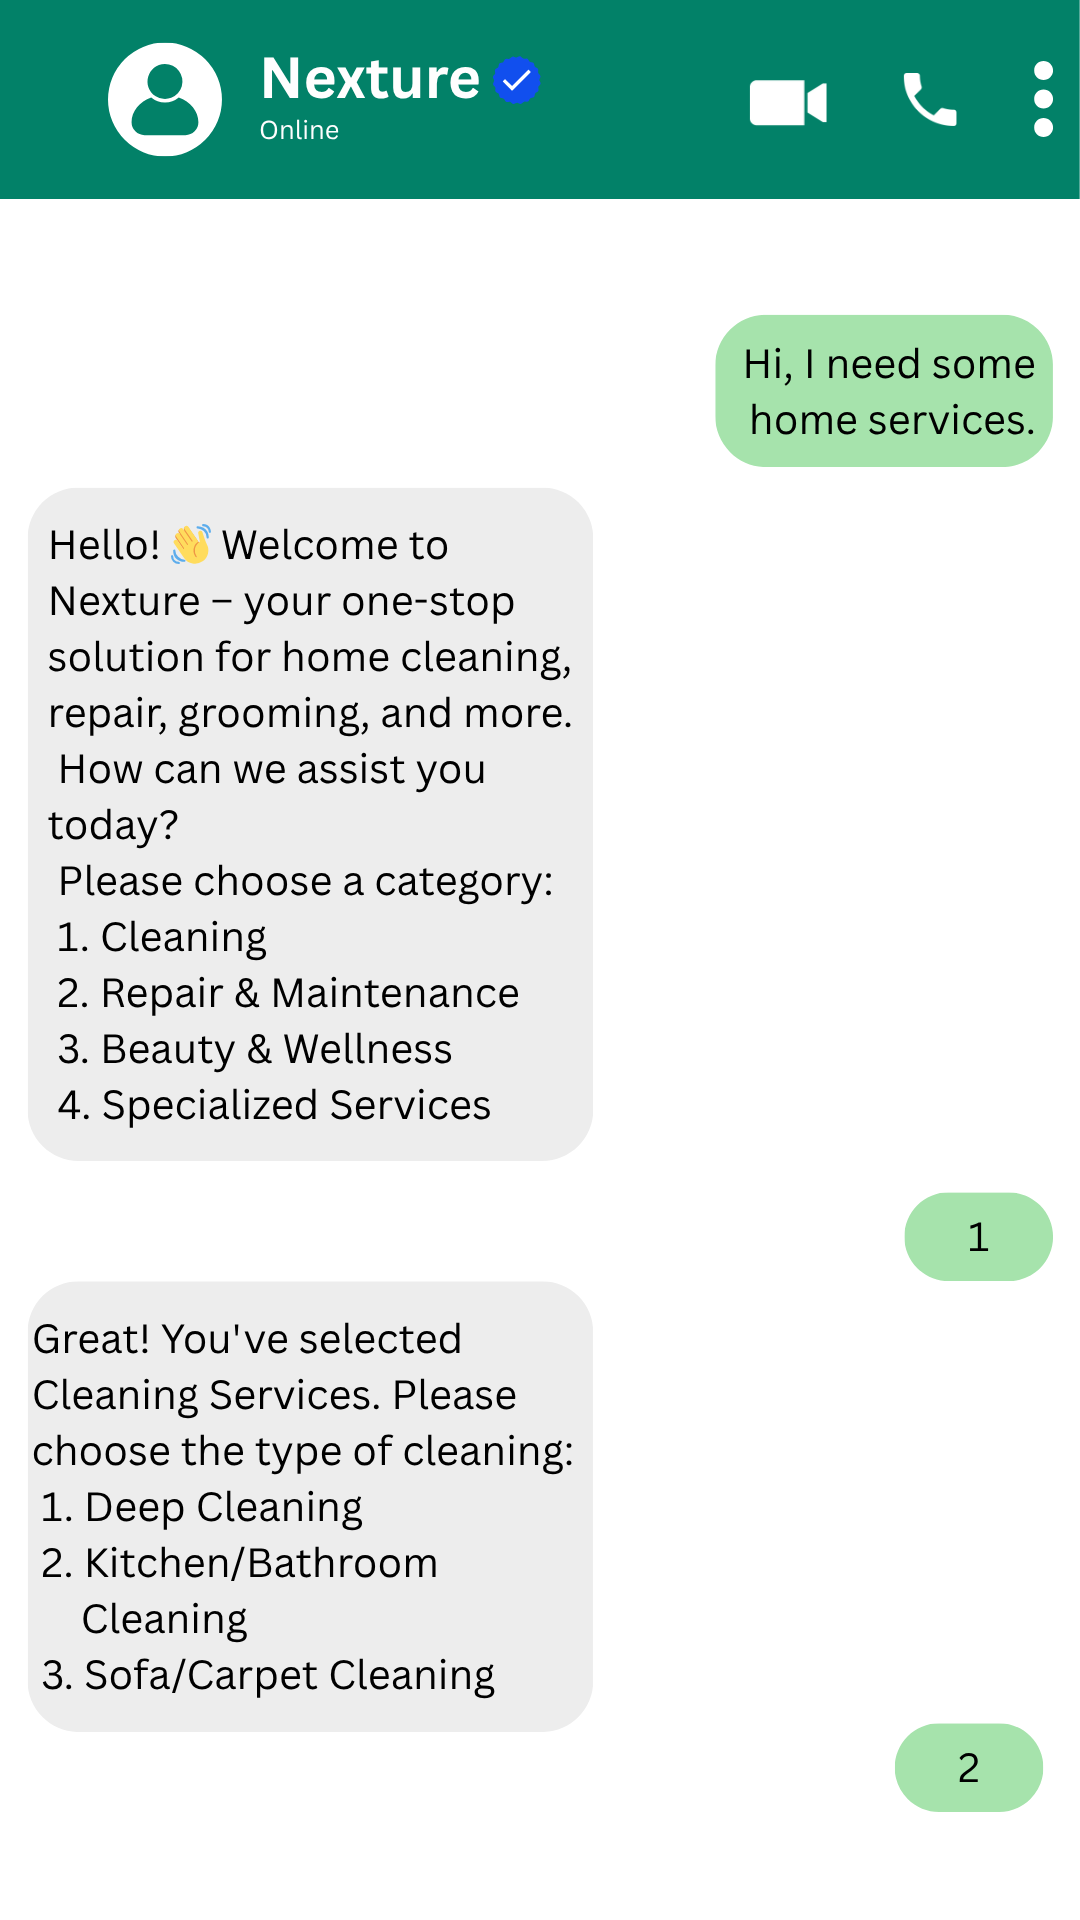 Nexture
Online
Hi, I need some
home services.
Hello! 👋 Welcome to
Nexture – your one-stop
solution for home cleaning,
repair, grooming, and more.
How can we assist you
today?
Please choose a category:
1. Cleaning
2. Repair & Maintenance
3. Beauty & Wellness
4. Specialized Services
1
Great! You've selected
Cleaning Services. Please
choose the type of cleaning:
1. Deep Cleaning
2. Kitchen/Bathroom
Cleaning
3. Sofa/Carpet Cleaning
2